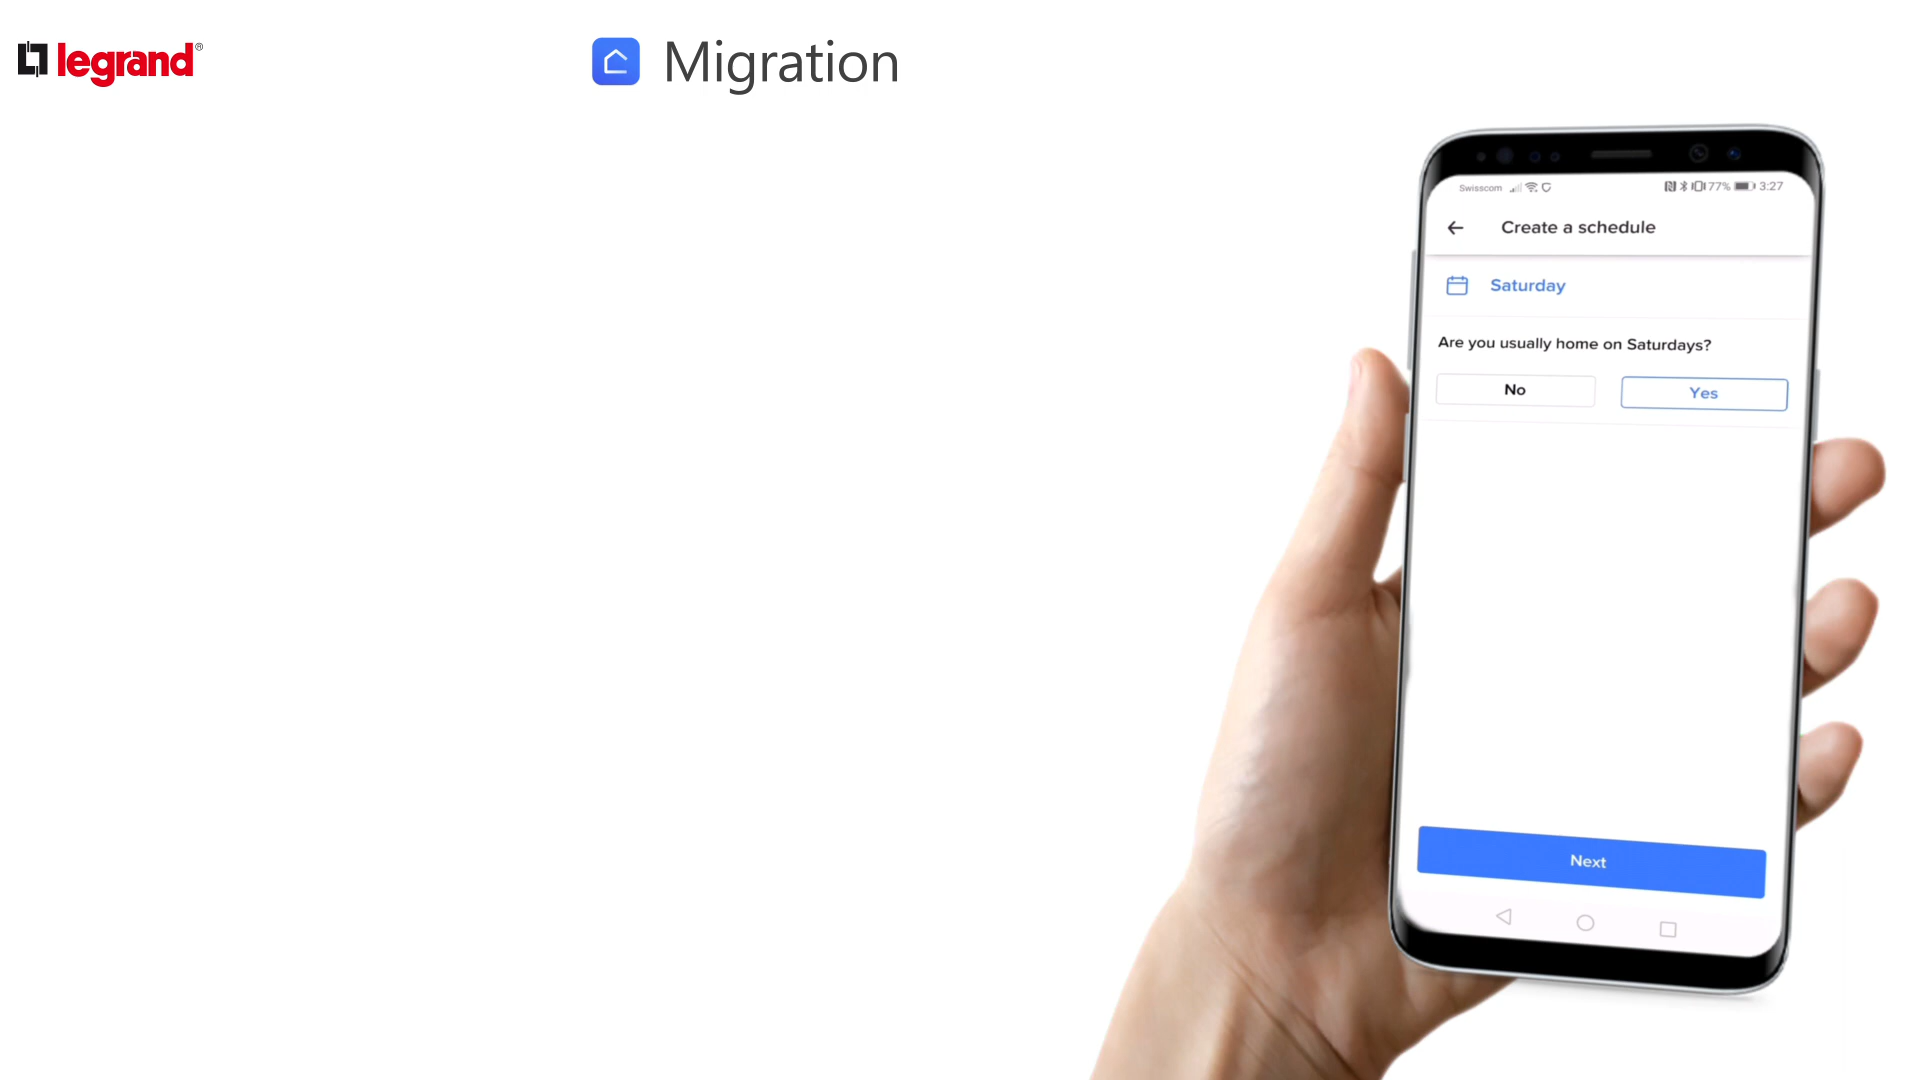 legrand®
Migration
Swisscom 77% 3:27
Create a schedule
Saturday
Are you usually home on Saturdays?
No Yes
Next